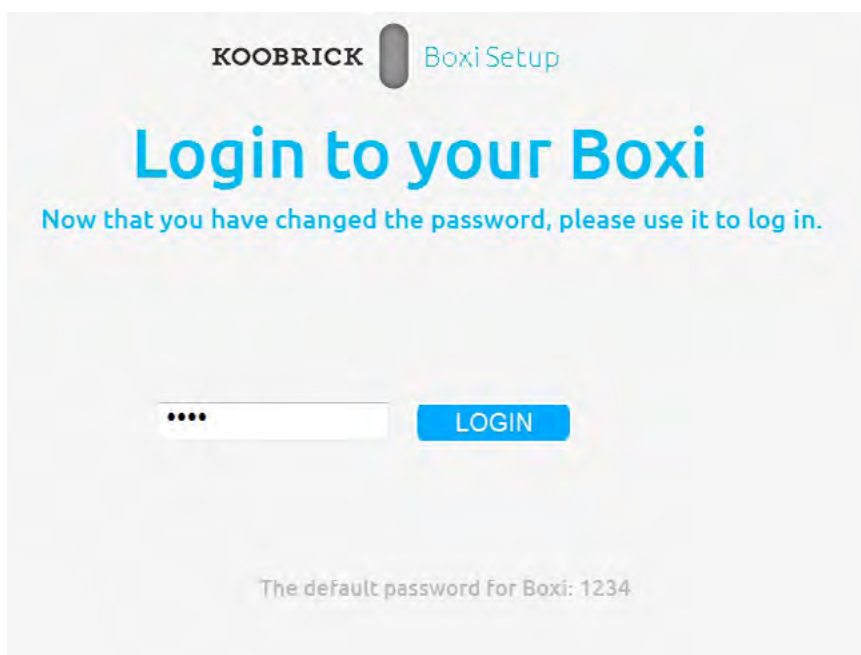 KOOBRICK Boxi Setup
Login to your Boxi
Now that you have changed the password, please use it to log in.
•••• LOGIN
The default password for Boxi: 1234